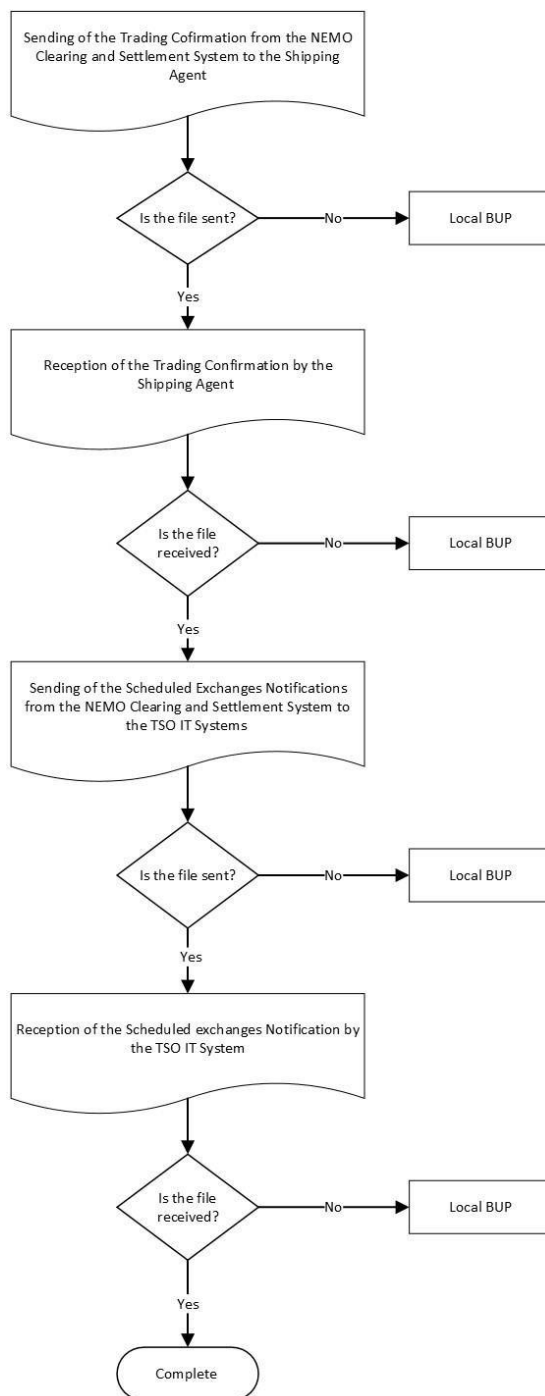 Sending of the Trading Cofirmation from the NEMO
Clearing and Settlement System to the Shipping
Agent
Is the file sent?
No
Local BUP
Yes
Reception of the Trading Confirmation by the
Shipping Agent
Is the file
received?
No
Local BUP
Yes
Sending of the Scheduled Exchanges Notifications
from the NEMO Clearing and Settlement System to
the TSO IT Systems
Is the file sent?
No
Local BUP
Yes
Reception of the Scheduled exchanges Notification by
the TSO IT System
Is the file
received?
No
Local BUP
Yes
Complete